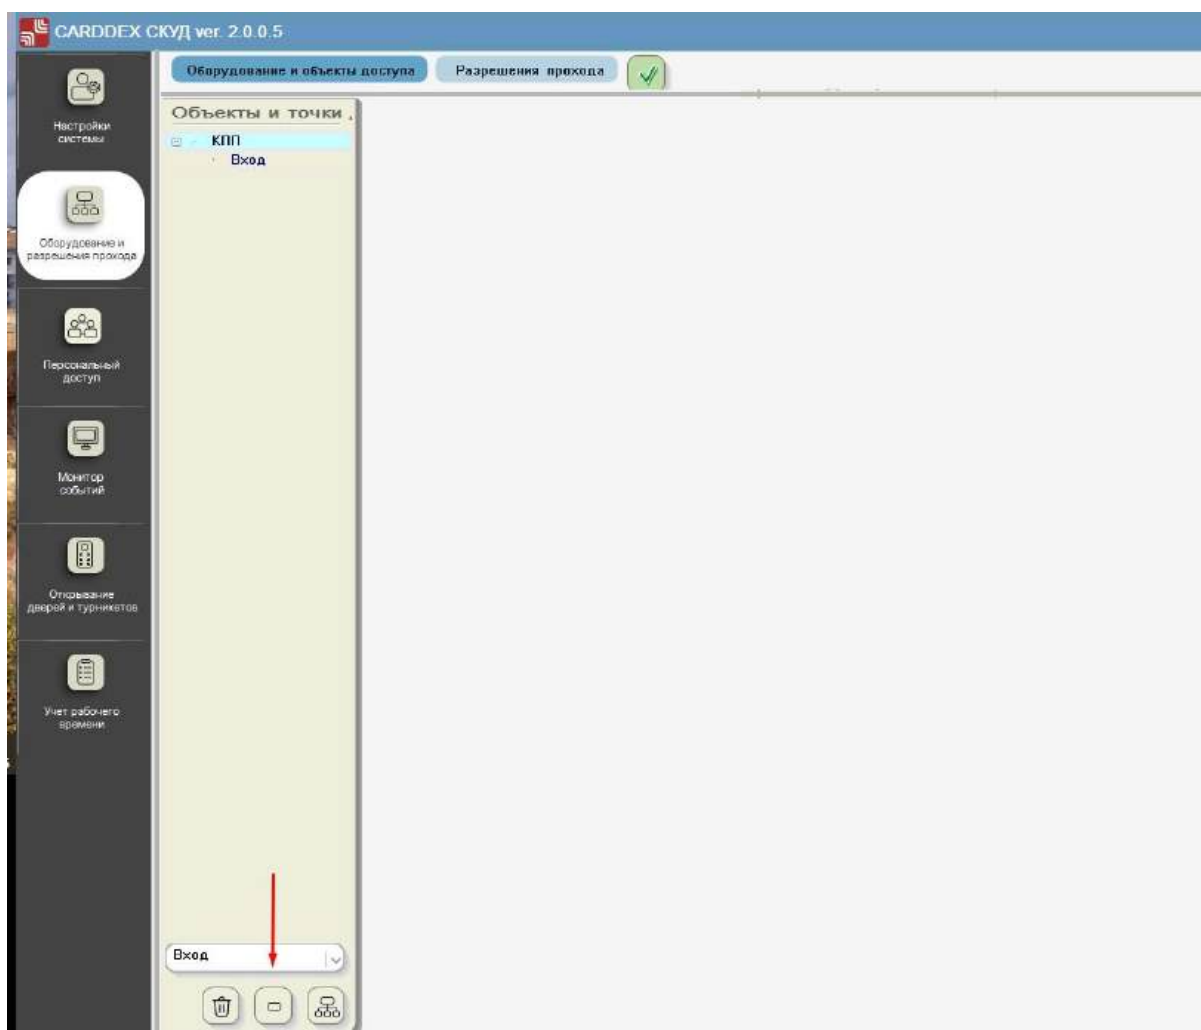 CARDDEX СКУД ver. 2.0.0.5
Оборудование и объекты доступа
Разрешения прохода
Настройки
системы
Оборудование и
разрешения прохода
Персональный
доступ
Монитор
событий
Открывание
дверей и турникетов
Учет рабочего
времени
Объекты и точки
КПП
Вход
Вход